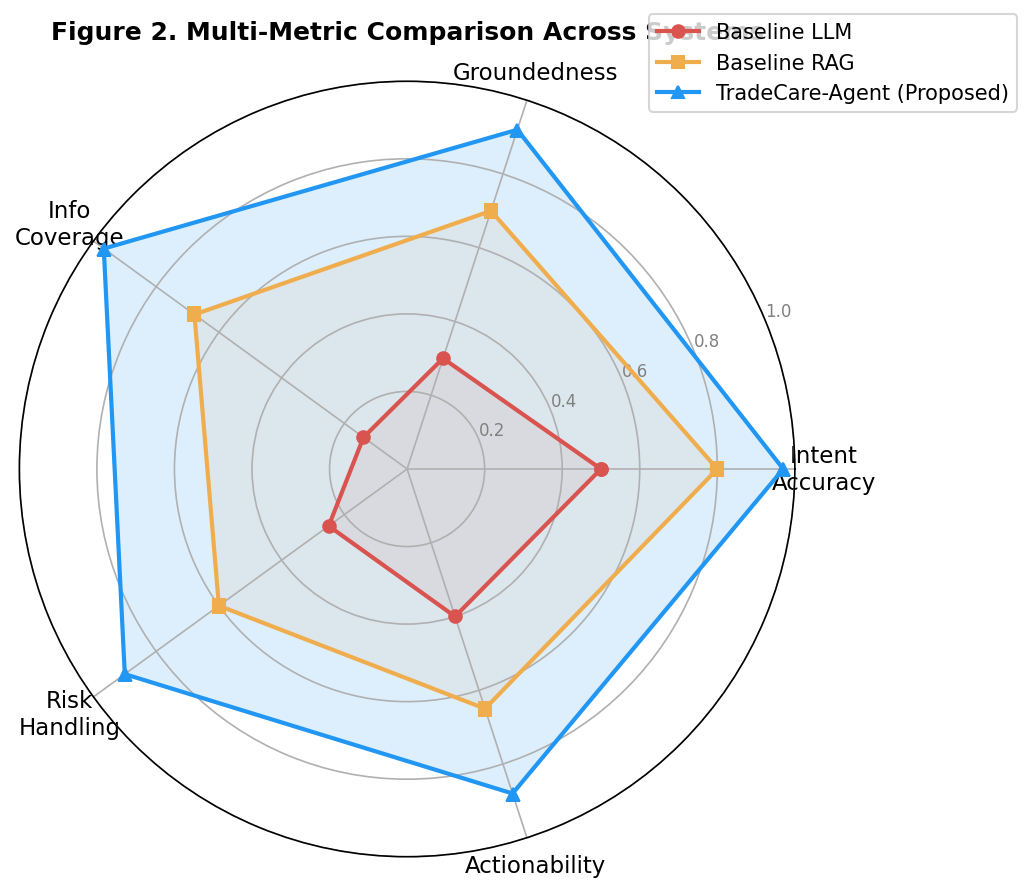 Figure 2. Multi-Metric Comparison Across Systems
Baseline LLM
Baseline RAG
TradeCare-Agent (Proposed)
Groundedness
Info
Coverage
1.0
0.8
0.6
0.4
0.2
Intent
Accuracy
Risk
Handling
Actionability